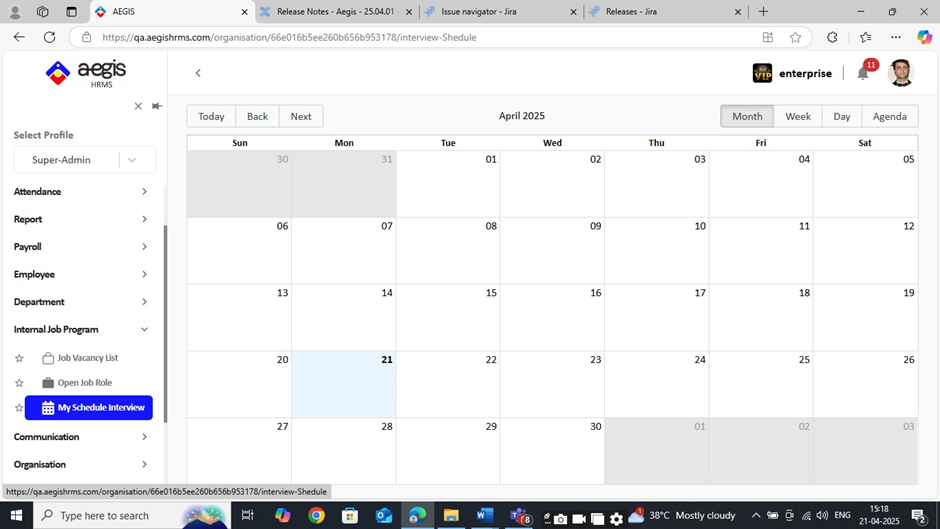 AEGIS
Release Notes - Aegis - 25.04.01 -
Issue navigator - Jira
Releases - Jira
https://qa.aegishrms.com/organisation/66e016b5ee260b656b953178/interview-Shedule
aegis
HRMS
VIP
enterprise
11
Select Profile
Super-Admin
Attendance
Report
Payroll
Employee
Department
Internal Job Program
Job Vacancy List
Open Job Role
My Schedule Interview
Communication
Organisation
Today Back Next
April 2025
Month Week Day Agenda
Sun Mon Tue Wed Thu Fri Sat
30 31 01 02 03 04 05
06 07 08 09 10 11 12
13 14 15 16 17 18 19
20 21 22 23 24 25 26
27 28 29 30 01 02 03
https://qa.aegishrms.com/organisation/66e016b5ee260b656b953178/interview-Shedule
Type here to search
8
1
38°C Mostly cloudy
ENG
15:18
21-04-2025
2